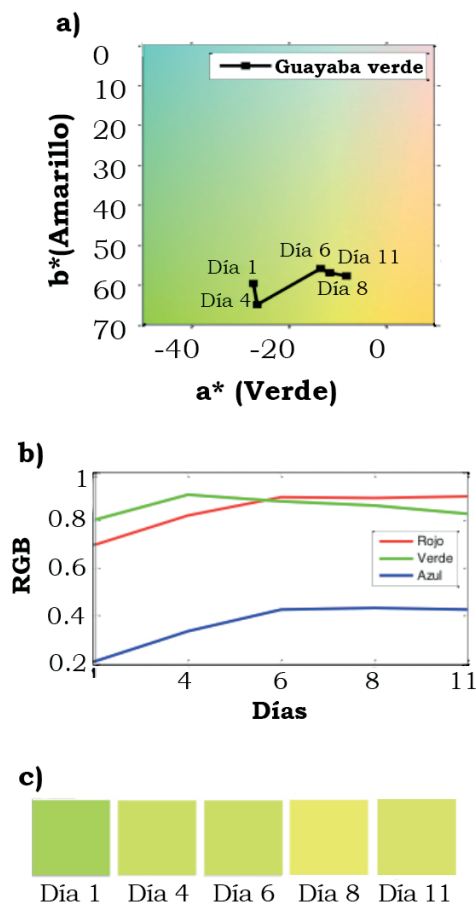 a)
0
10
20
30
40
50
60
70
b*(Amarillo)
Guayaba verde
Día 1
Día 4
Día 6
Día 8
Día 11
-40
-20
0
a* (Verde)
b)
1
0.8
0.6
0.4
0.2
RGB
Rojo
Verde
Azul
1
4
6
8
11
Días
c)
Día 1 Día 4 Día 6 Día 8 Día 11